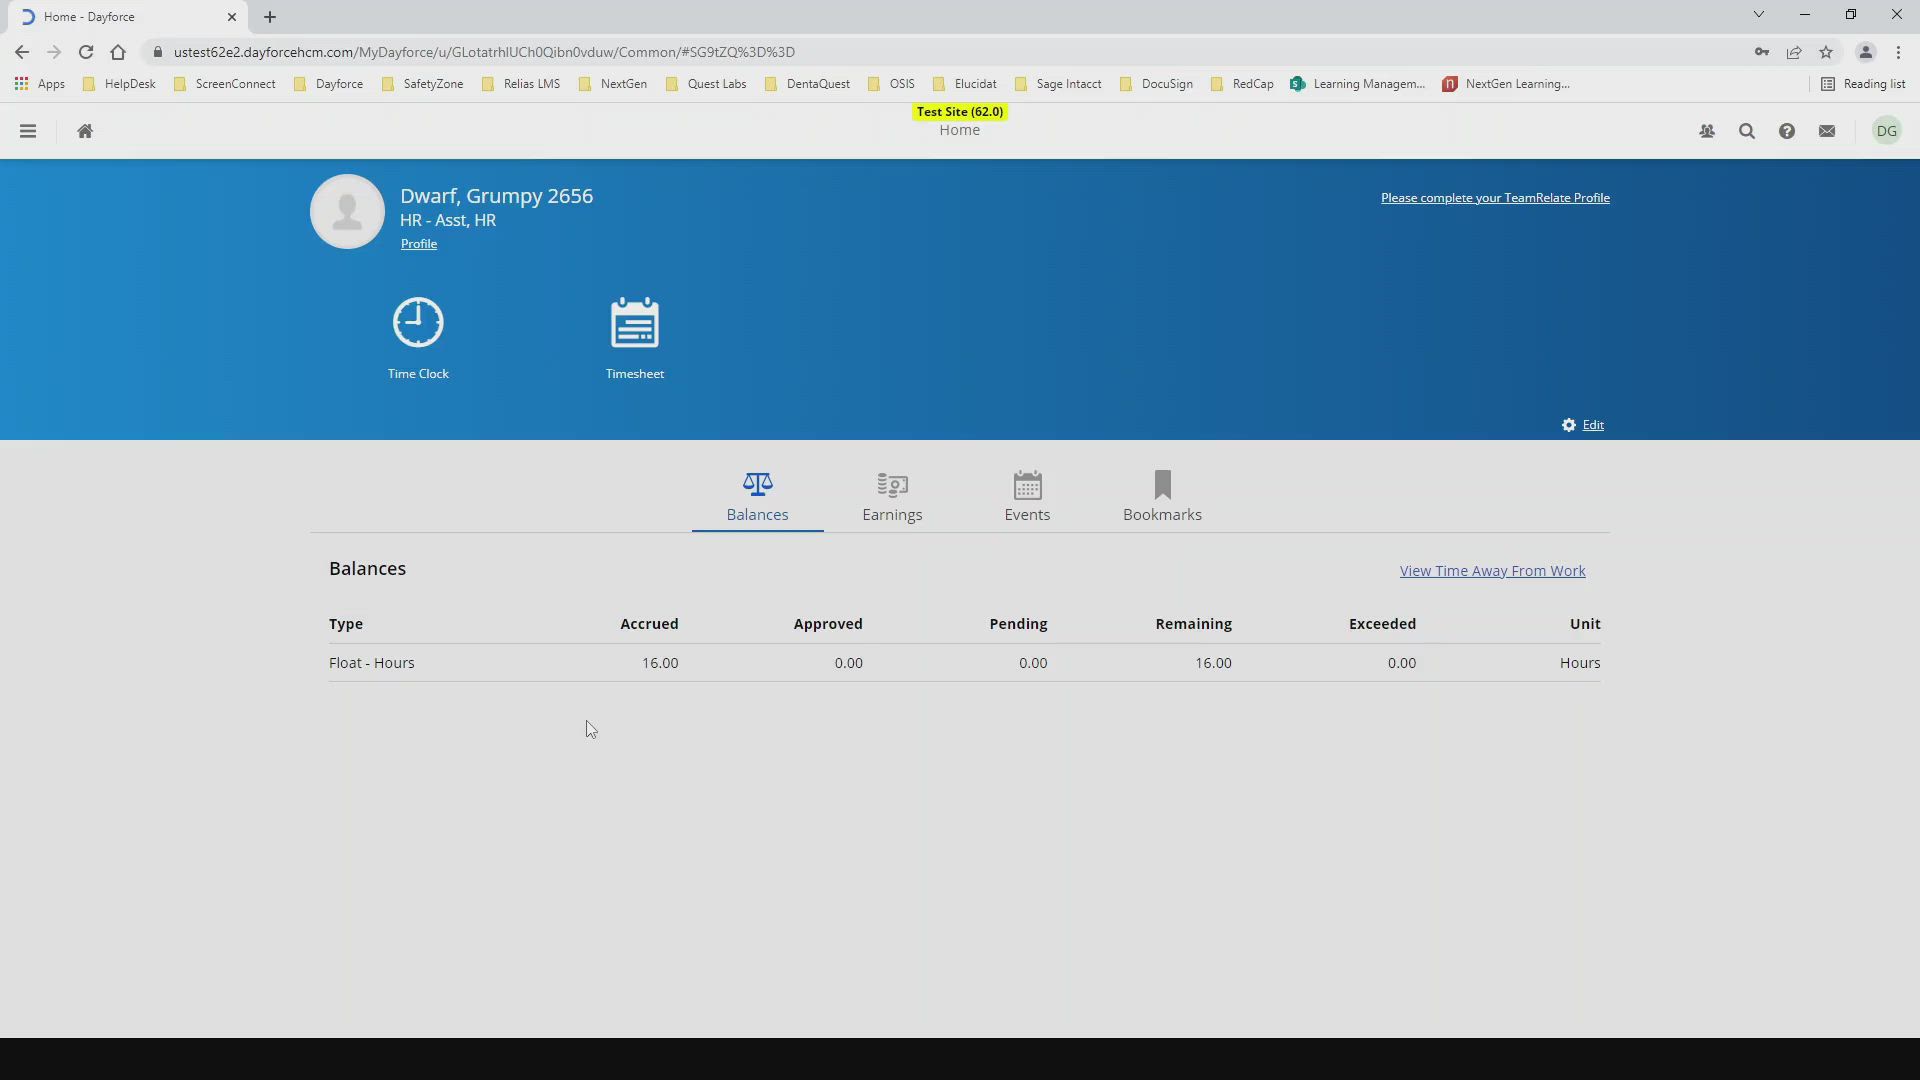 Home - Dayforce
ustest62e2.dayforcehcm.com/MyDayforce/u/GLotatrhlUCh0Qibn0vduw/Common/#SG9tZQ%3D%3D
Apps HelpDesk ScreenConnect Dayforce SafetyZone Relias LMS NextGen Quest Labs DentaQuest OSIS Elucidat Sage Intacct DocuSign RedCap Learning Managem... NextGen Learning... Reading list
Test Site (62.0)
Home
DG
Dwarf, Grumpy 2656
HR - Asst, HR
Profile
Please complete your TeamRelate Profile
Time Clock Timesheet
Edit
Balances Earnings Events Bookmarks
Balances
View Time Away From Work
Type Accrued Approved Pending Remaining Exceeded Unit
Float - Hours 16.00 0.00 0.00 16.00 0.00 Hours